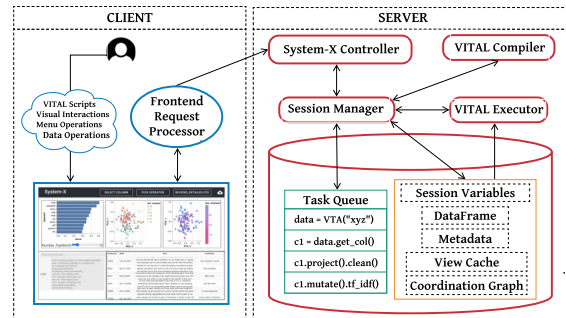 CLIENT
SERVER
System-X Controller
VITAL Compiler
VITAL Scripts
Visual Interactions
Menu Operations
Data Operations
Frontend
Request
Processor
Session Manager
VITAL Executor
System-X
Task Queue
data = VTA("xyz")
c1 = data.get_col()
c1.project().clean()
c1.mutate().tf_idf()
Session Variables
DataFrame
Metadata
View Cache
Coordination Graph